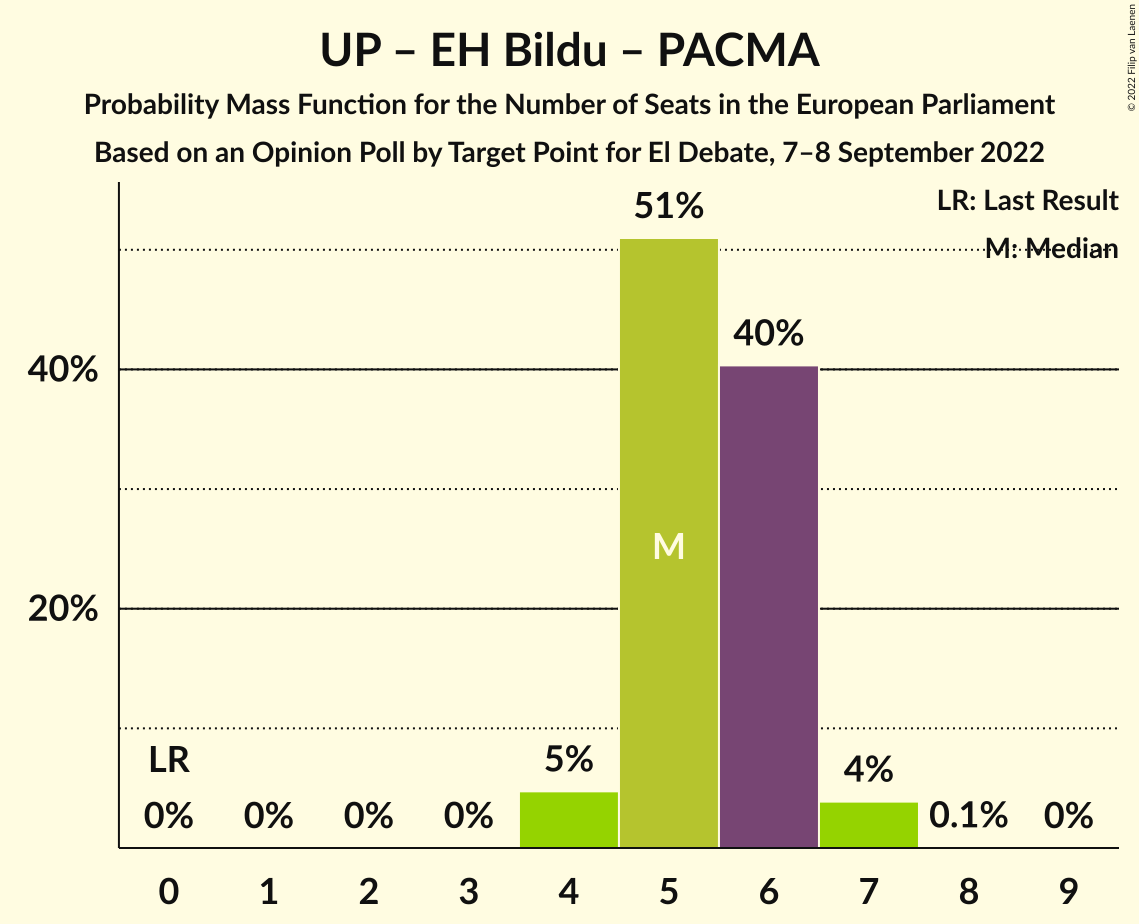 UP – EH Bildu – PACMA
Probability Mass Function for the Number of Seats in the European Parliament
Based on an Opinion Poll by Target Point for El Debate, 7–8 September 2022
© 2022 Filip van Laenen
LR: Last Result
M: Median
51%
40%
40%
M
20%
LR
5%
4%
0%
0%
0%
0%
0.1%
0%
0 1 2 3 4 5 6 7 8 9